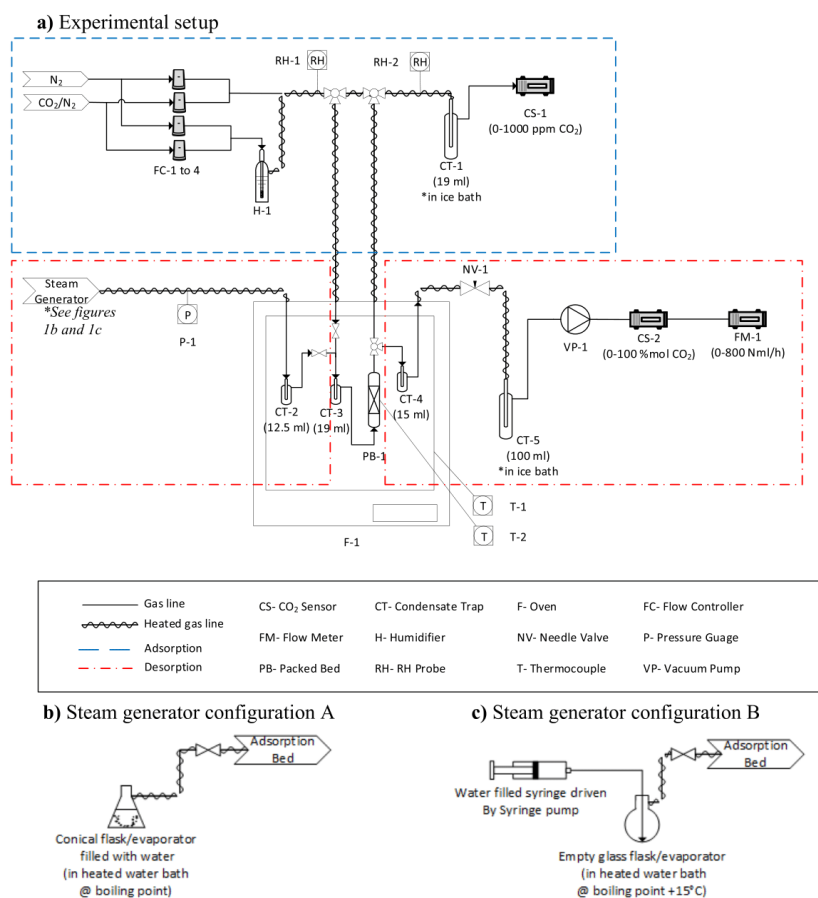 a) Experimental setup
RH-1
RH
RH-2
RH
N2
CO2/N2
CS-1
(0-1000 ppm CO2)
FC-1 to 4
H-1
CT-1
(19 ml)
*in ice bath
NV-1
Steam
Generator
*See figures
1b and 1c
P
P-1
VP-1
CS-2
(0-100 %mol CO2)
FM-1
(0-800 Nml/h)
CT-2
(12.5 ml)
CT-3
(19 ml)
CT-4
(15 ml)
PB-1
CT-5
(100 ml)
*in ice bath
T
T-1
T
T-2
F-1
Gas line
Heated gas line
Adsorption
Desorption
CS- CO2 Sensor
CT- Condensate Trap
F- Oven
FC- Flow Controller
FM- Flow Meter
H- Humidifier
NV- Needle Valve
P- Pressure Guage
PB- Packed Bed
RH- RH Probe
T- Thermocouple
VP- Vacuum Pump
b) Steam generator configuration A
Adsorption
Bed
Conical flask/evaporator
filled with water
(in heated water bath
@ boiling point)
c) Steam generator configuration B
Adsorption
Bed
Water filled syringe driven
By Syringe pump
Empty glass flask/evaporator
(in heated water bath
@ boiling point +15°C)